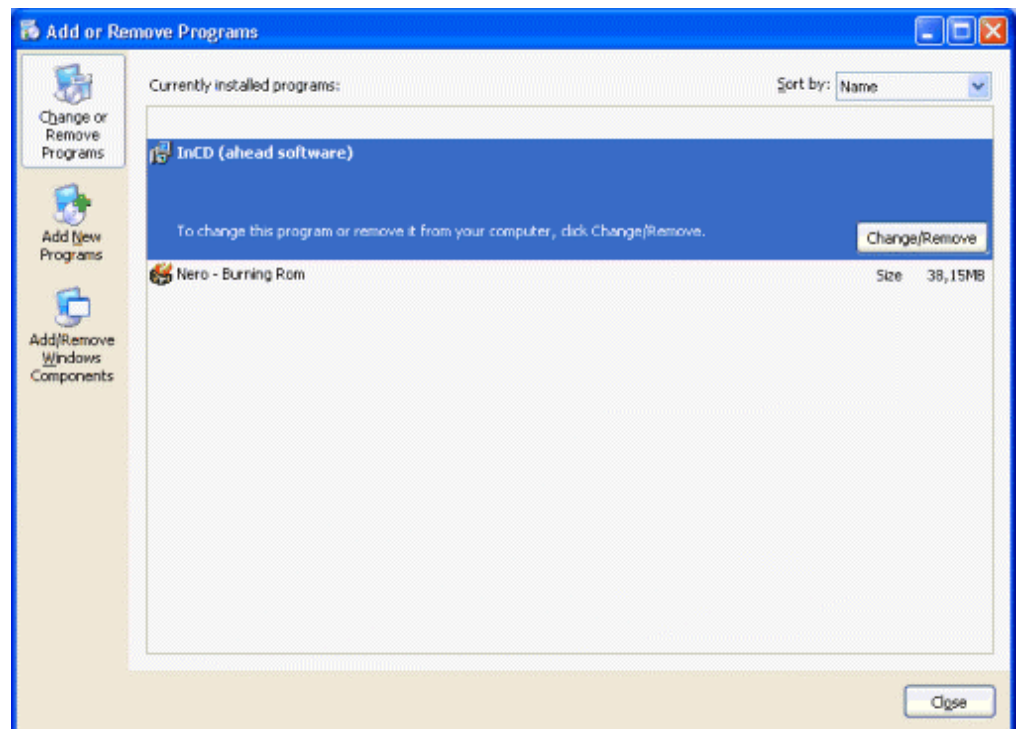 Add or Remove Programs
Change or
Remove
Programs
Add New
Programs
Add/Remove
Windows
Components
Currently installed programs:
Sort by: Name
InCD (ahead software)
To change this program or remove it from your computer, click Change/Remove.
Change/Remove
Nero - Burning Rom Size 38,15MB
Close